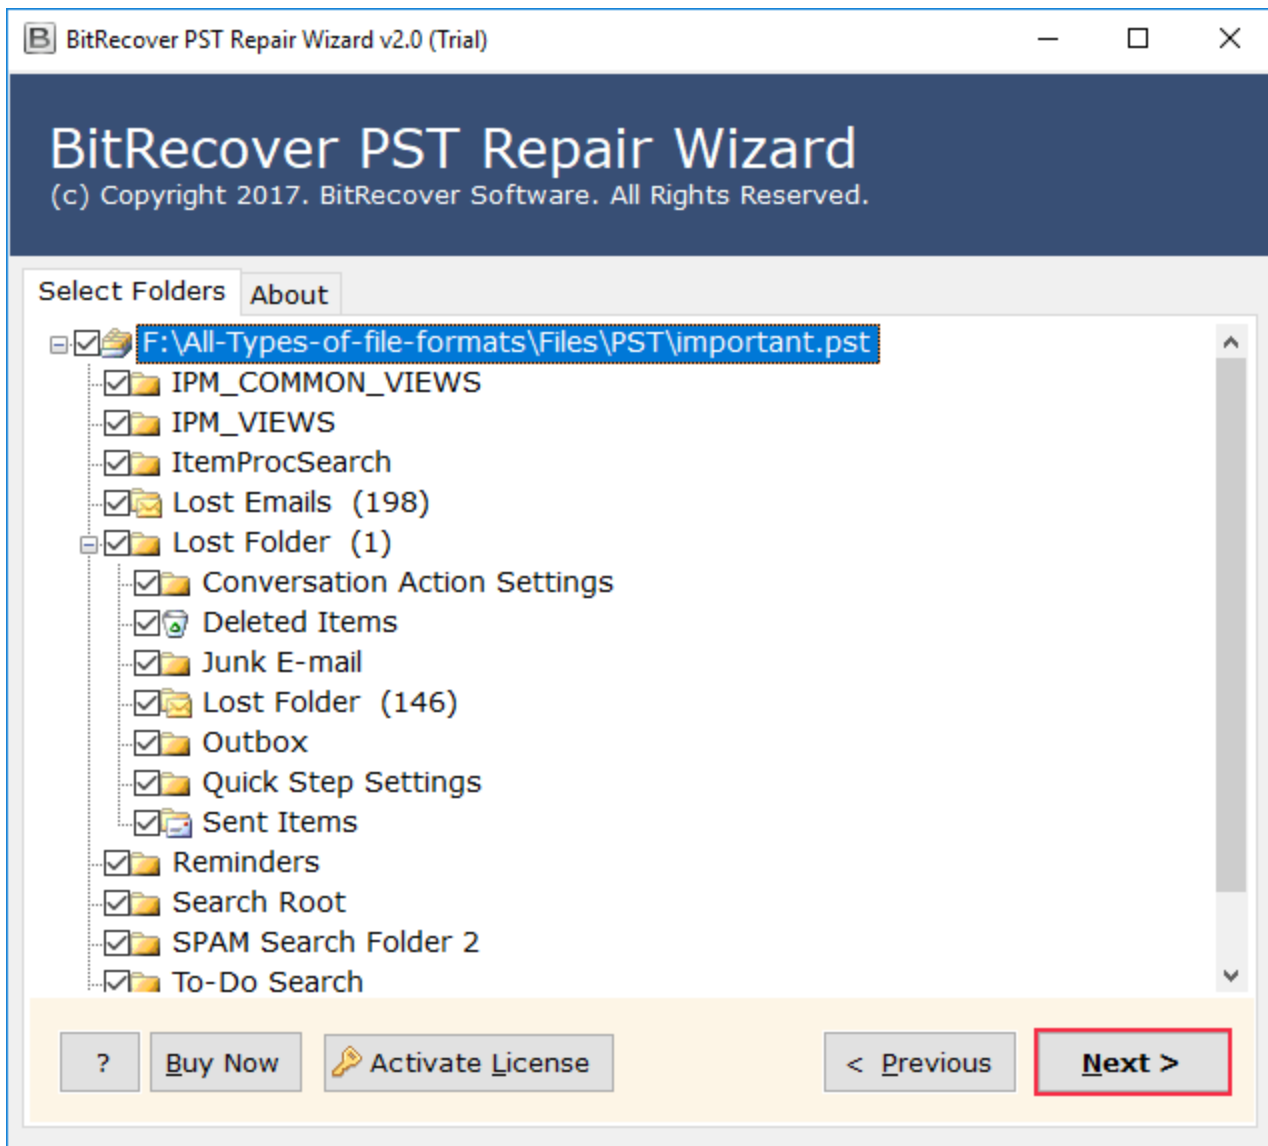 BitRecover PST Repair Wizard v2.0 (Trial)
BitRecover PST Repair Wizard
(c) Copyright 2017. BitRecover Software. All Rights Reserved.
Select Folders
About
F:\All-Types-of-file-formats\Files\PST\important.pst
IPM_COMMON_VIEWS
IPM_VIEWS
ItemProcSearch
Lost Emails (198)
Lost Folder (1)
Conversation Action Settings
Deleted Items
Junk E-mail
Lost Folder (146)
Outbox
Quick Step Settings
Sent Items
Reminders
Search Root
SPAM Search Folder 2
To-Do Search
?
Buy Now
Activate License
< Previous
Next >